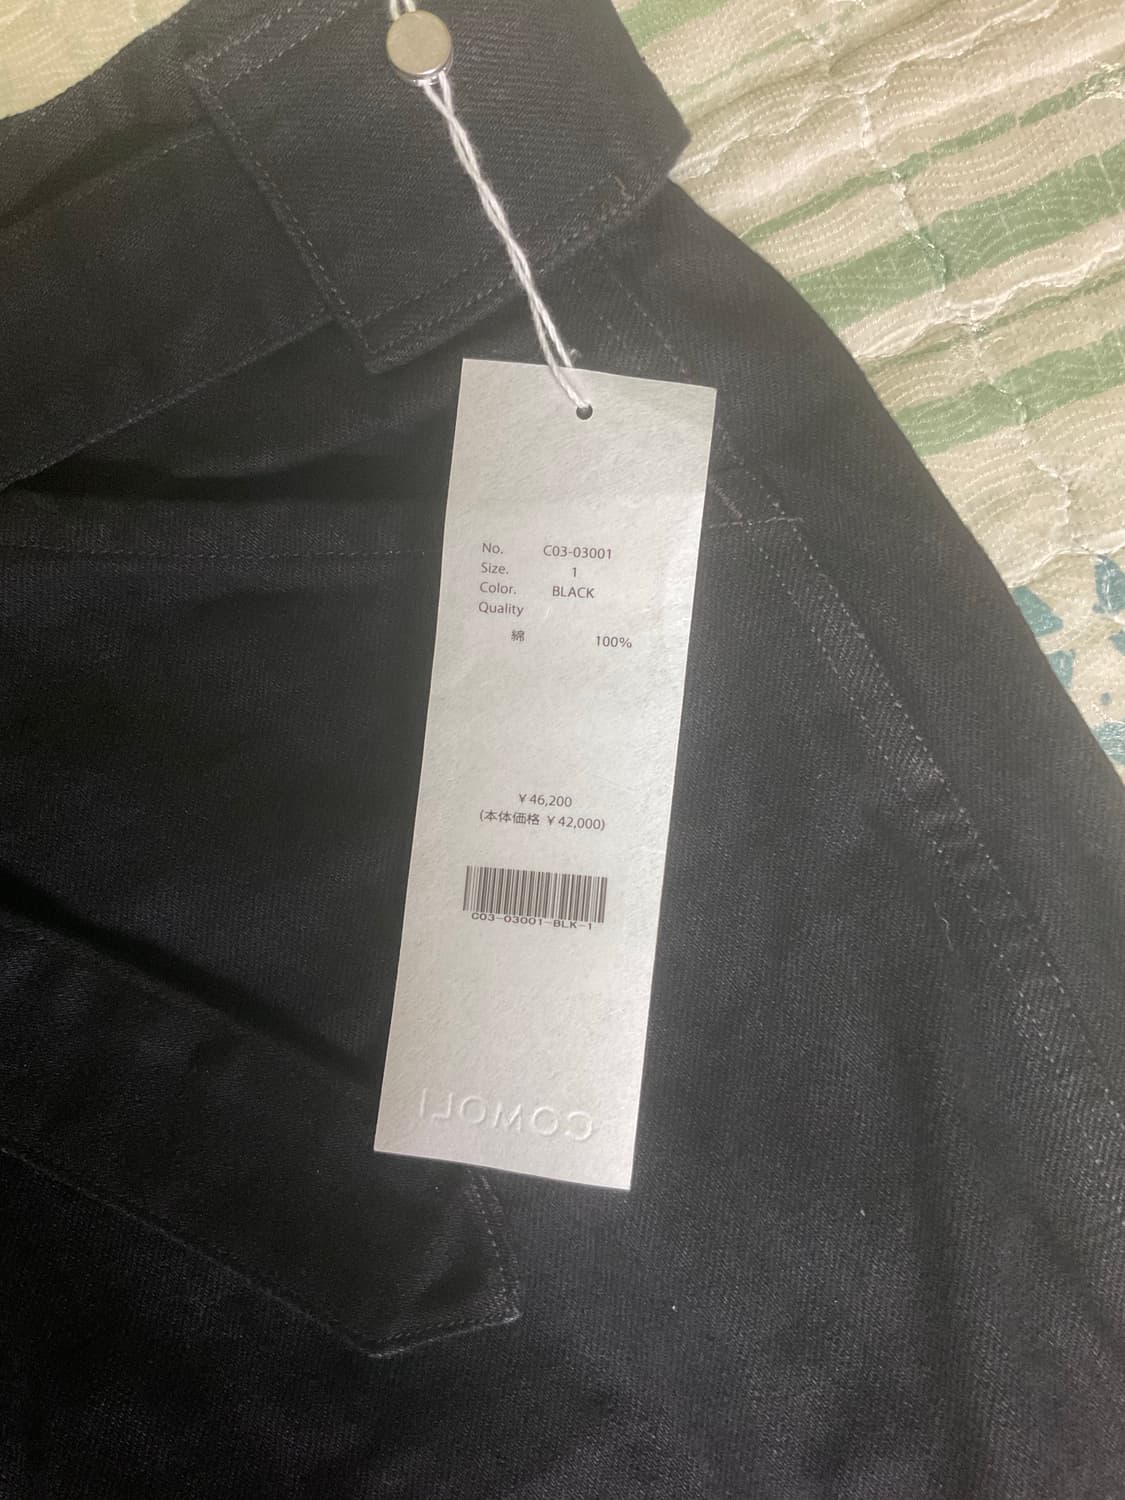 No. C03-03001
Size. 1
Color. BLACK
Quality
綿 100%
¥46,200
(本体価格 ¥42,000)
C03-03001-BLK-1
COMOLI